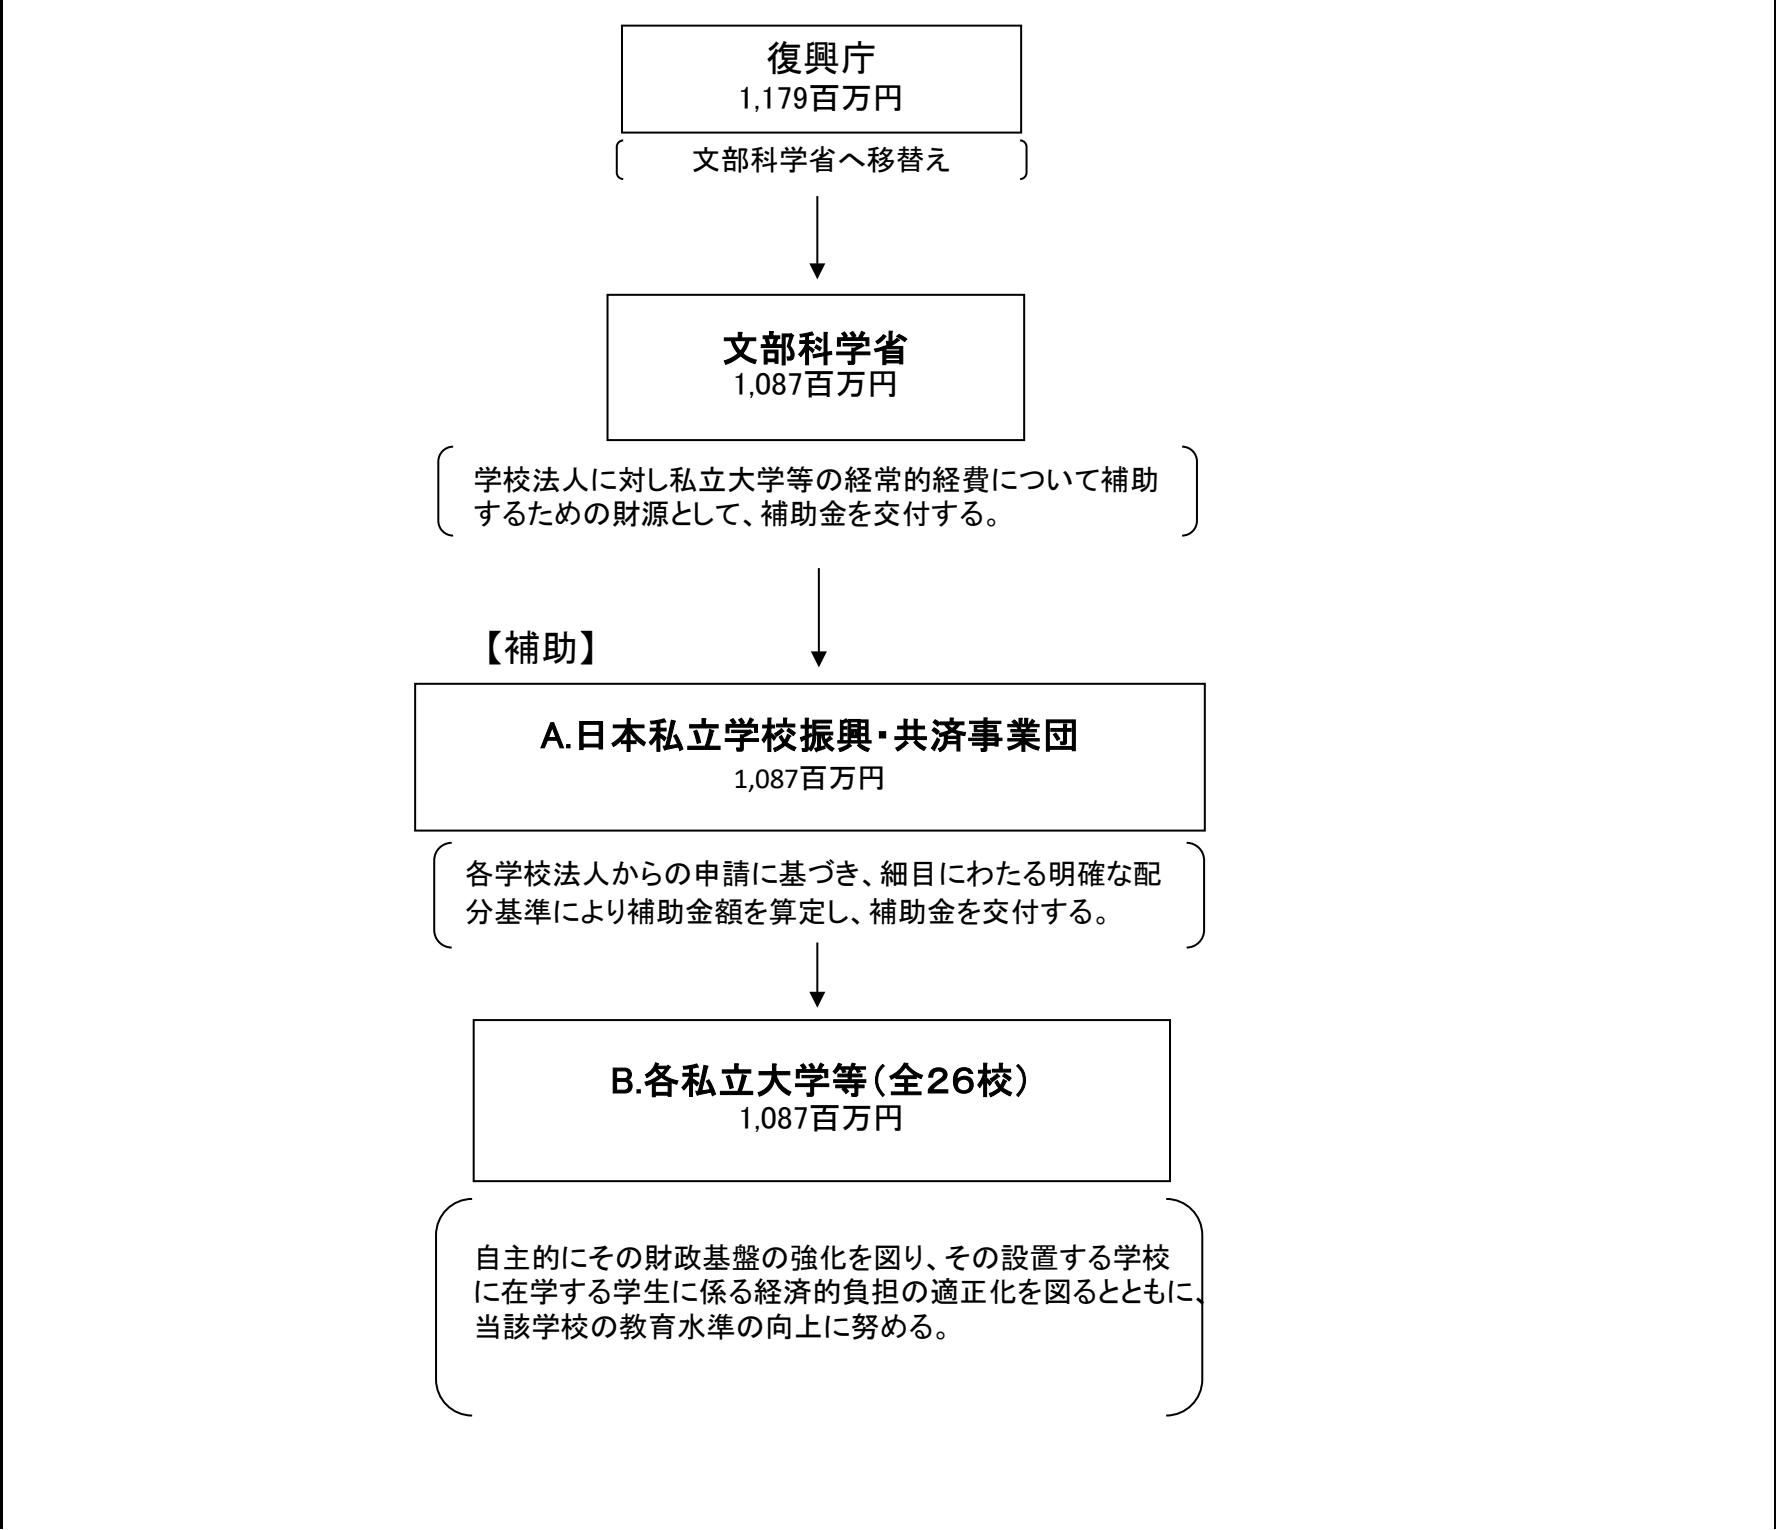 復興庁
1,179百万円
文部科学省へ移替え
文部科学省
1,087百万円
学校法人に対し私立大学等の経常的経費について補助
するための財源として、補助金を交付する。
【補助】
A.日本私立学校振興・共済事業団
1,087百万円
各学校法人からの申請に基づき、細目にわたる明確な配
分基準により補助金額を算定し、補助金を交付する。
B.各私立大学等（全２６校）
1,087百万円
自主的にその財政基盤の強化を図り、その設置する学校
に在学する学生に係る経済的負担の適正化を図るとともに、
当該学校の教育水準の向上に努める。